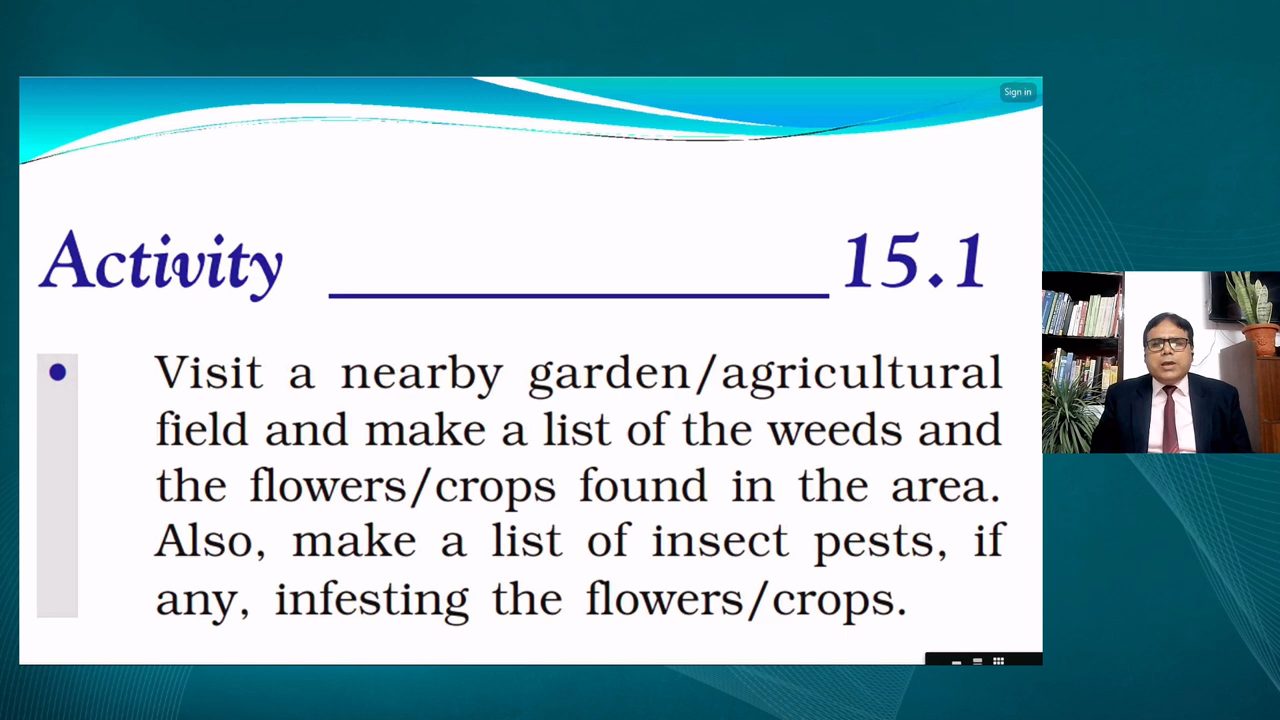 Sign in
Activity 15.1
• Visit a nearby garden/agricultural
field and make a list of the weeds and
the flowers/crops found in the area.
Also, make a list of insect pests, if
any, infesting the flowers/crops.